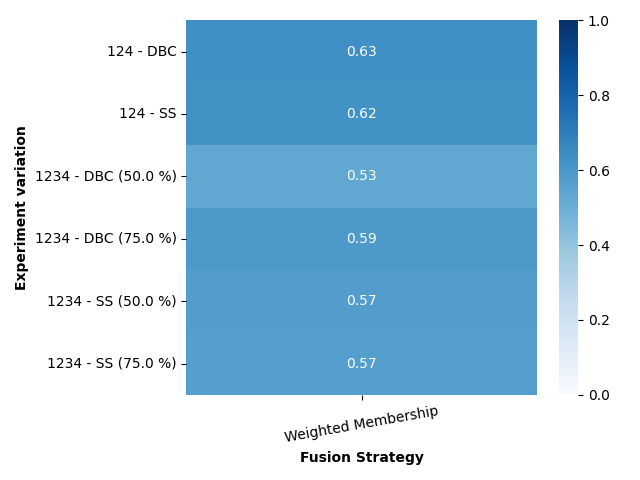 124 - DBC
0.63
124 - SS
0.62
1234 - DBC (50.0 %)
0.53
1234 - DBC (75.0 %)
0.59
1234 - SS (50.0 %)
0.57
1234 - SS (75.0 %)
0.57
Experiment variation
Weighted Membership
Fusion Strategy
1.0
0.8
0.6
0.4
0.2
0.0